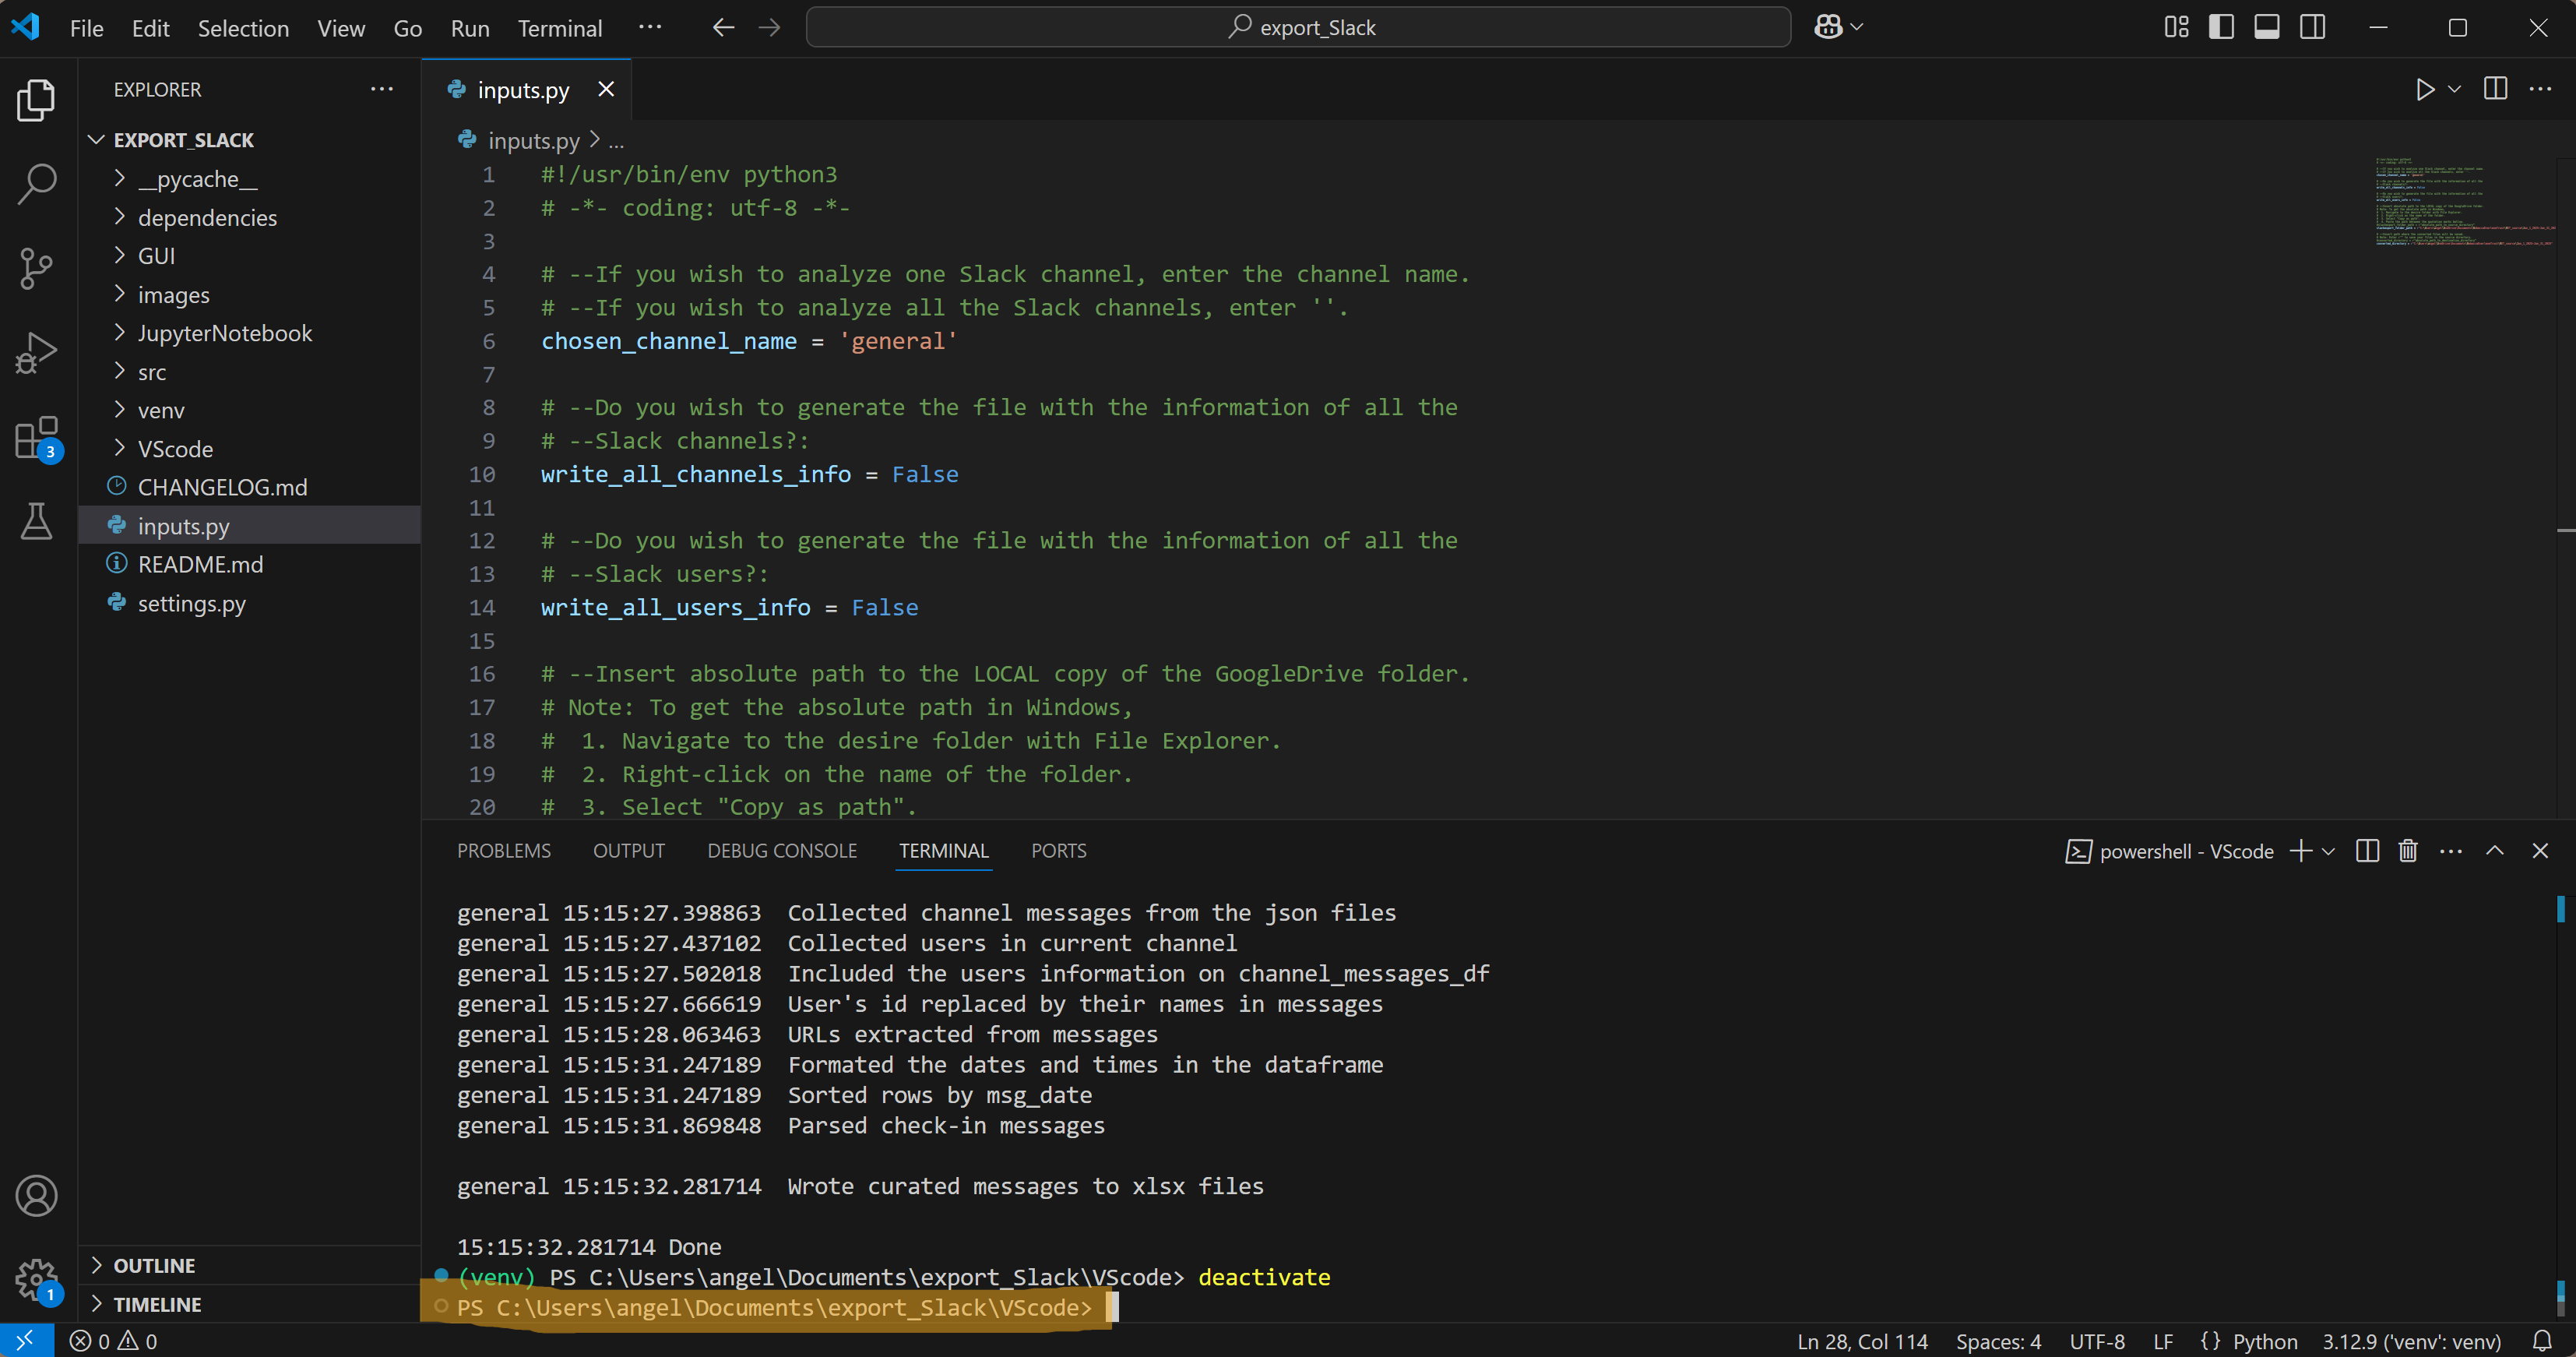 File Edit Selection View Go Run Terminal ··· export_Slack
EXPLORER ···
EXPORT_SLACK
__pycache__
dependencies
GUI
images
JupyterNotebook
src
venv
VScode
CHANGELOG.md
inputs.py
README.md
settings.py
OUTLINE
TIMELINE
3
1
inputs.py
inputs.py > ...
1 #!/usr/bin/env python3
2 # -*- coding: utf-8 -*-
3
4 # --If you wish to analyze one Slack channel, enter the channel name.
5 # --If you wish to analyze all the Slack channels, enter ''.
6 chosen_channel_name = 'general'
7
8 # --Do you wish to generate the file with the information of all the
9 # --Slack channels?:
10 write_all_channels_info = False
11
12 # --Do you wish to generate the file with the information of all the
13 # --Slack users?:
14 write_all_users_info = False
15
16 # --Insert absolute path to the LOCAL copy of the GoogleDrive folder.
17 # Note: To get the absolute path in Windows,
18 #  1. Navigate to the desire folder with File Explorer.
19 #  2. Right-click on the name of the folder.
20 #  3. Select "Copy as path".
PROBLEMS OUTPUT DEBUG CONSOLE TERMINAL PORTS powershell - VScode
general 15:15:27.398863  Collected channel messages from the json files
general 15:15:27.437102  Collected users in current channel
general 15:15:27.502018  Included the users information on channel_messages_df
general 15:15:27.666619  User's id replaced by their names in messages
general 15:15:28.063463  URLs extracted from messages
general 15:15:31.247189  Formated the dates and times in the dataframe
general 15:15:31.247189  Sorted rows by msg_date
general 15:15:31.869848  Parsed check-in messages
general 15:15:32.281714  Wrote curated messages to xlsx files
15:15:32.281714 Done
(venv) PS C:\Users\angel\Documents\export_Slack\VScode> deactivate
PS C:\Users\angel\Documents\export_Slack\VScode>
0 0 Ln 28, Col 114 Spaces: 4 UTF-8 LF {} Python 3.12.9 ('venv': venv)